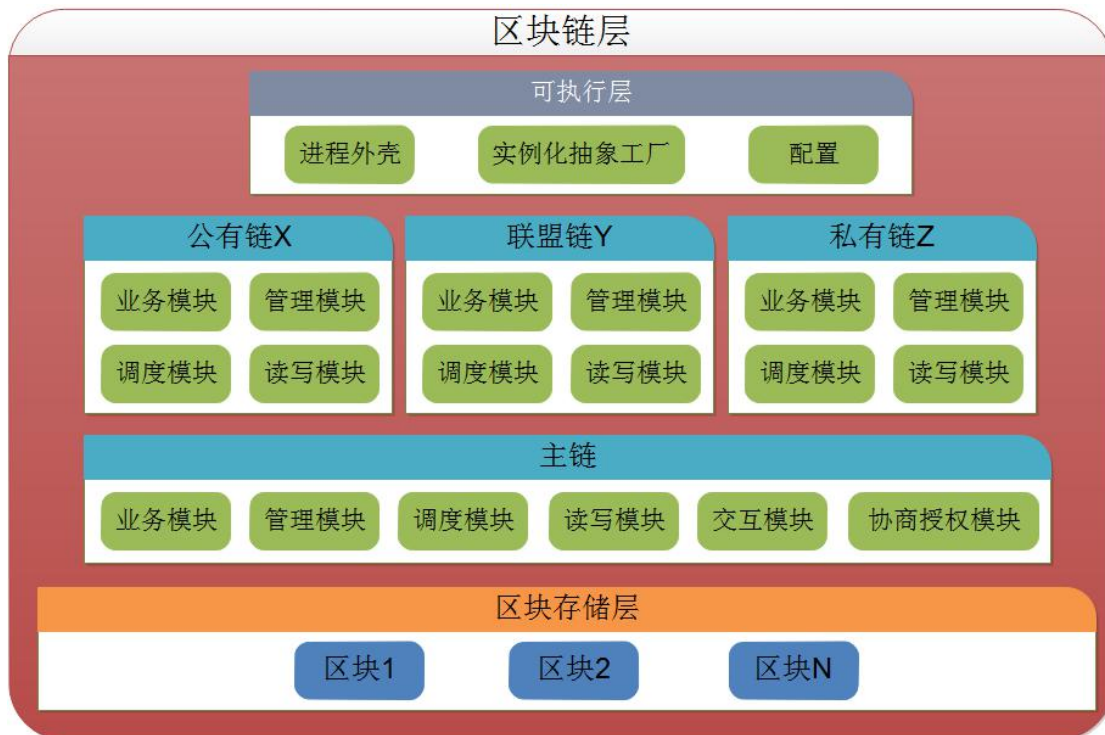 区块链层
可执行层
进程外壳 实例化抽象工厂 配置
公有链X 联盟链Y 私有链Z
业务模块 管理模块 业务模块 管理模块 业务模块 管理模块
调度模块 读写模块 调度模块 读写模块 调度模块 读写模块
主链
业务模块 管理模块 调度模块 读写模块 交互模块 协商授权模块
区块存储层
区块1 区块2 区块N